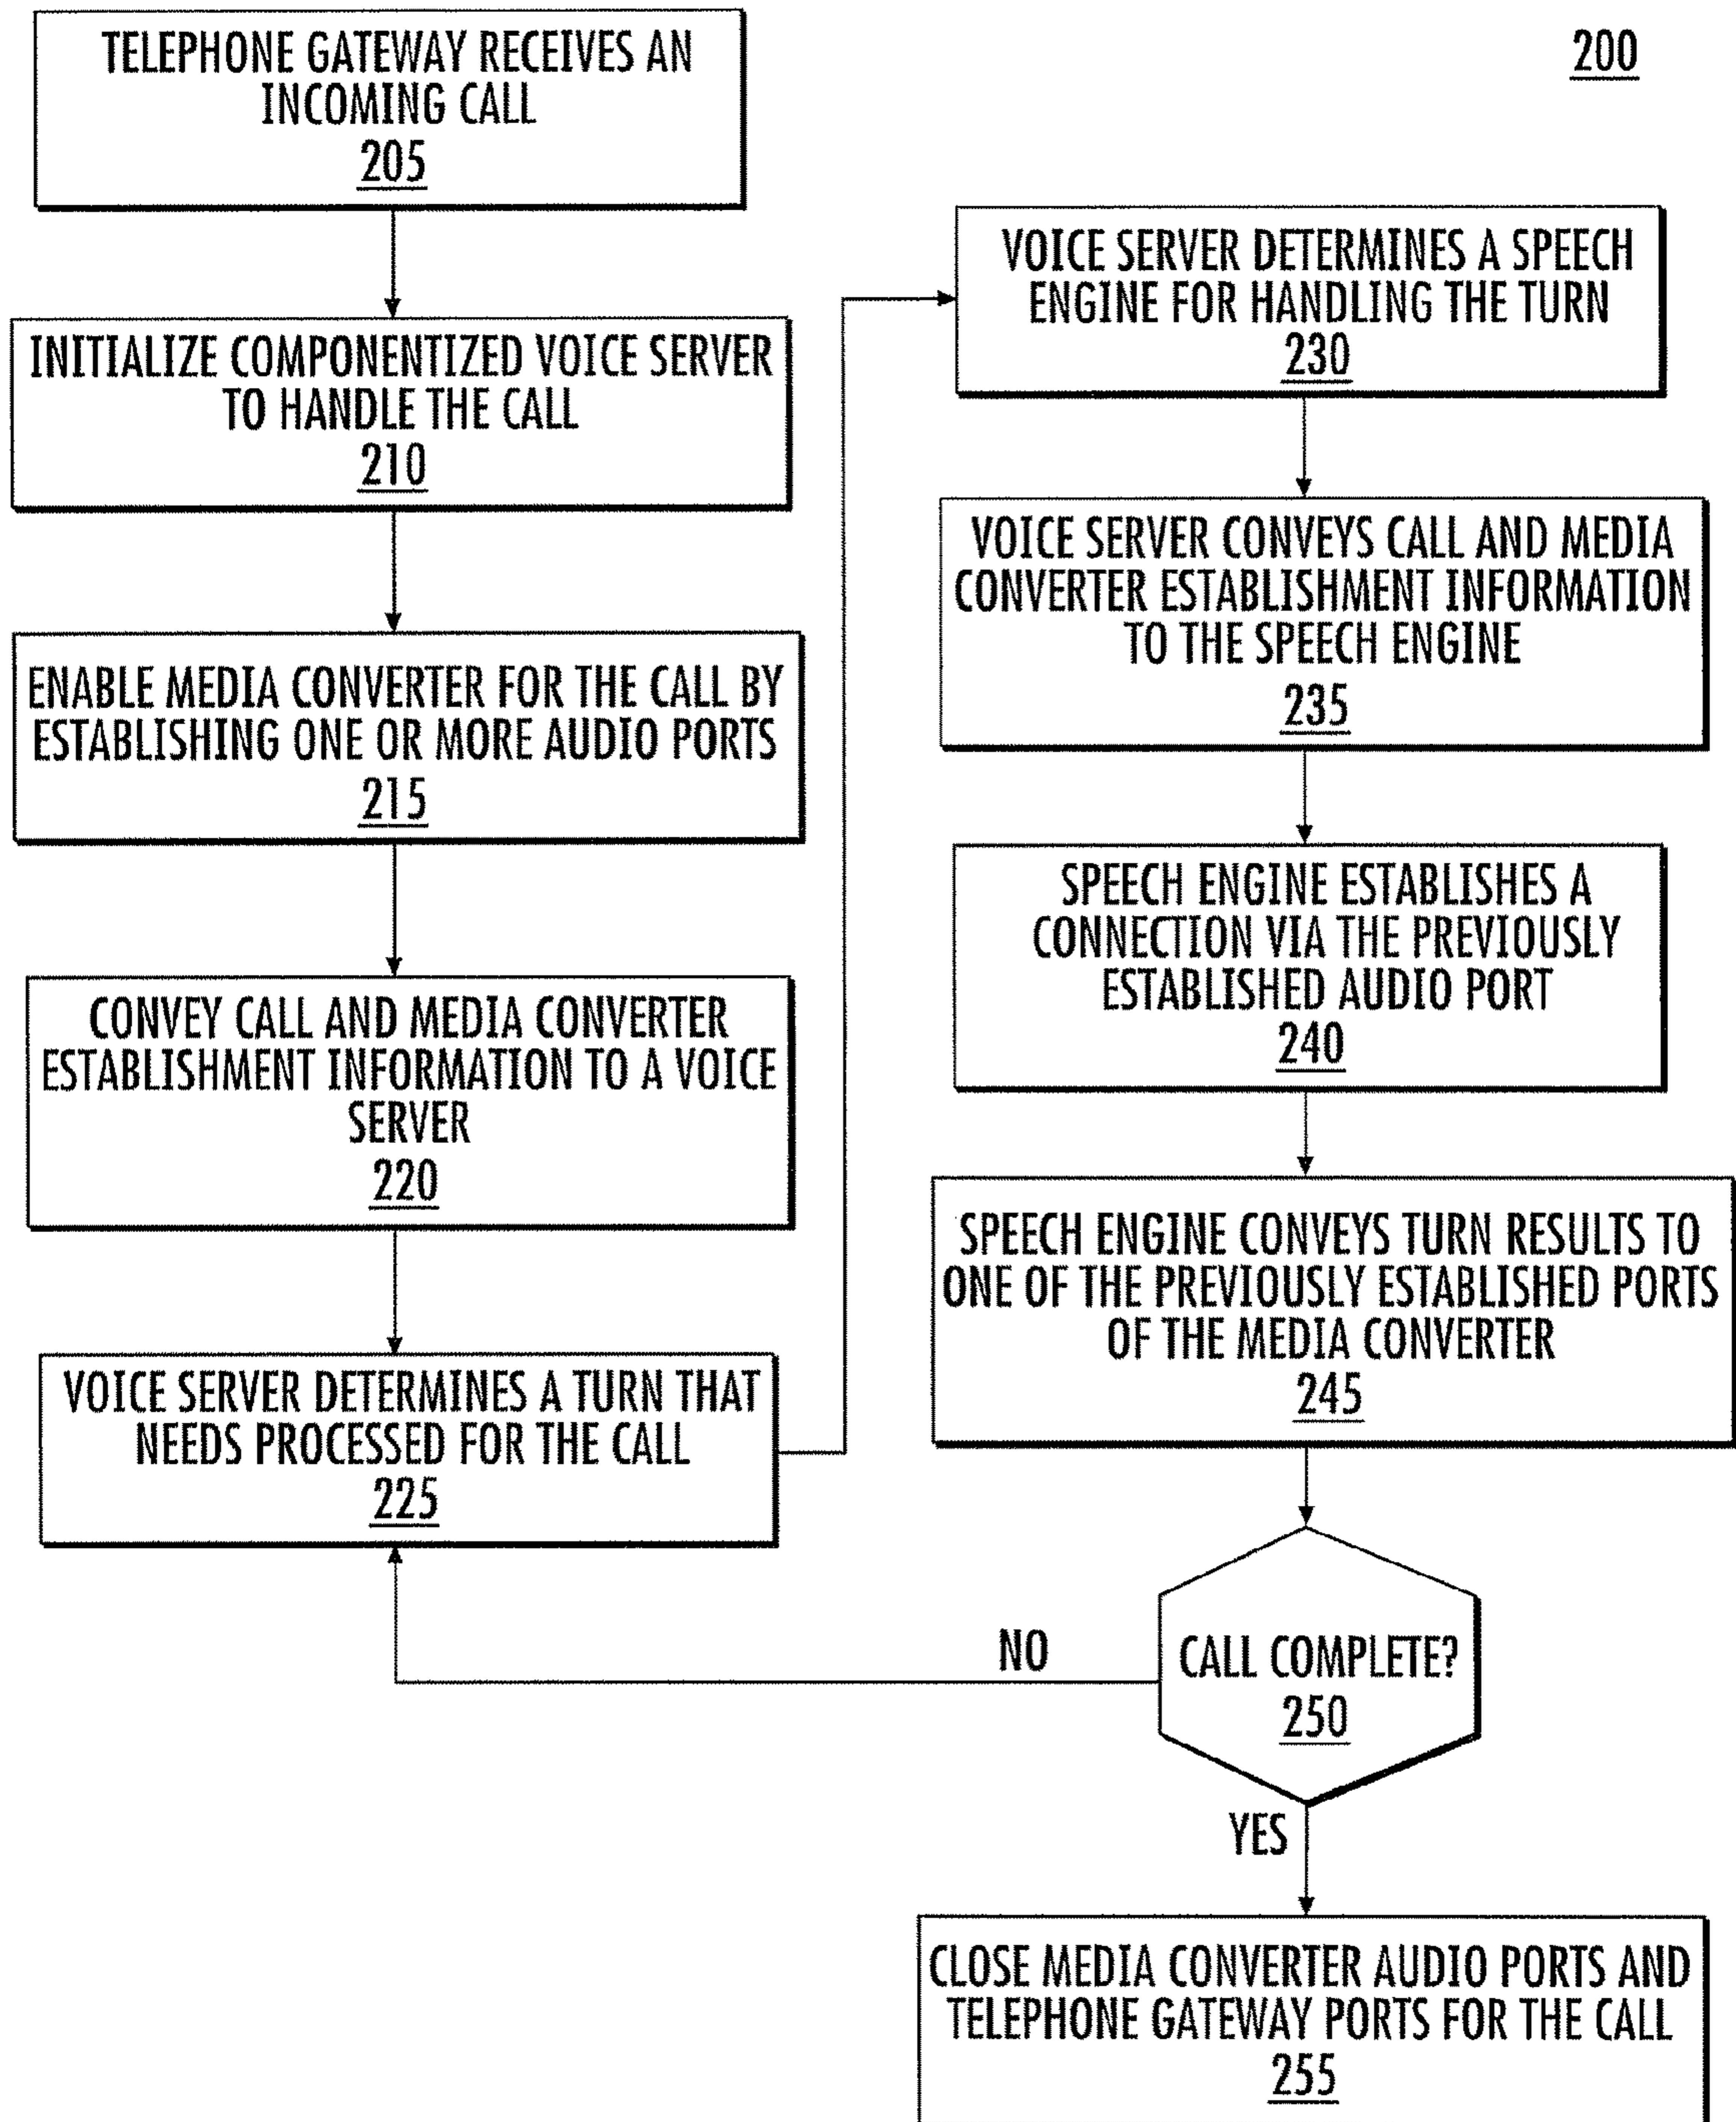 200
TELEPHONE GATEWAY RECEIVES AN
INCOMING CALL
205
INITIALIZE COMPONENTIZED VOICE SERVER
TO HANDLE THE CALL
210
ENABLE MEDIA CONVERTER FOR THE CALL BY
ESTABLISHING ONE OR MORE AUDIO PORTS
215
CONVEY CALL AND MEDIA CONVERTER
ESTABLISHMENT INFORMATION TO A VOICE
SERVER
220
VOICE SERVER DETERMINES A TURN THAT
NEEDS PROCESSED FOR THE CALL
225
VOICE SERVER DETERMINES A SPEECH
ENGINE FOR HANDLING THE TURN
230
VOICE SERVER CONVEYS CALL AND MEDIA
CONVERTER ESTABLISHMENT INFORMATION
TO THE SPEECH ENGINE
235
SPEECH ENGINE ESTABLISHES A
CONNECTION VIA THE PREVIOUSLY
ESTABLISHED AUDIO PORT
240
SPEECH ENGINE CONVEYS TURN RESULTS TO
ONE OF THE PREVIOUSLY ESTABLISHED PORTS
OF THE MEDIA CONVERTER
245
CALL COMPLETE?
250
NO
YES
CLOSE MEDIA CONVERTER AUDIO PORTS AND
TELEPHONE GATEWAY PORTS FOR THE CALL
255